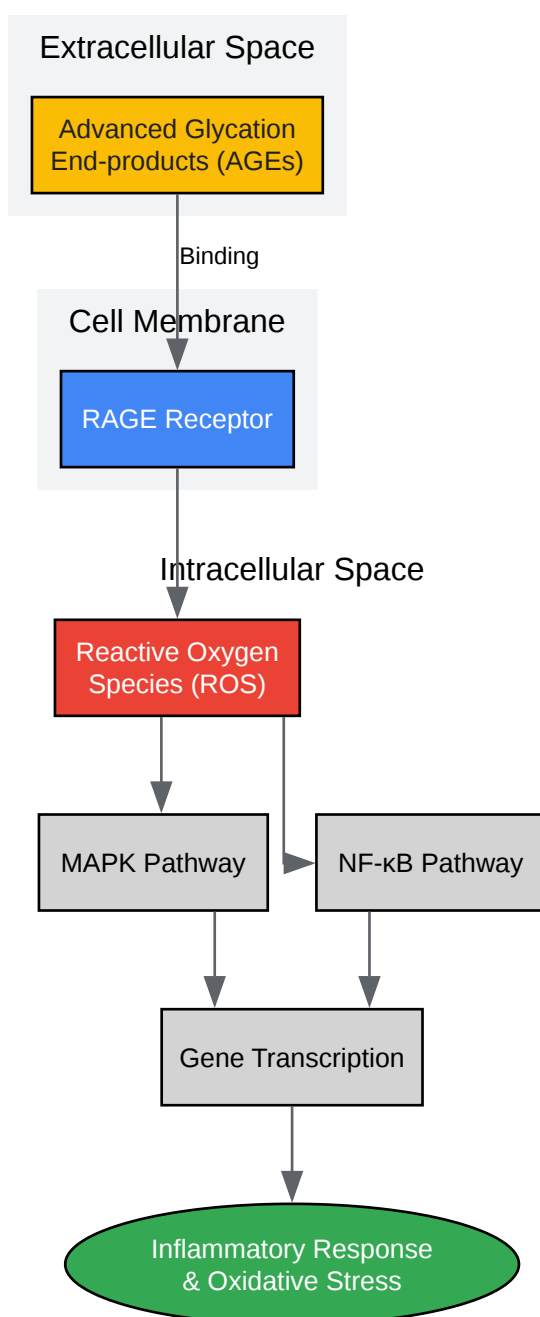 Extracellular Space
Advanced Glycation
End-products (AGEs)
Binding
Cell Membrane
RAGE Receptor
Intracellular Space
Reactive Oxygen
Species (ROS)
MAPK Pathway
NF-κB Pathway
Gene Transcription
Inflammatory Response
& Oxidative Stress